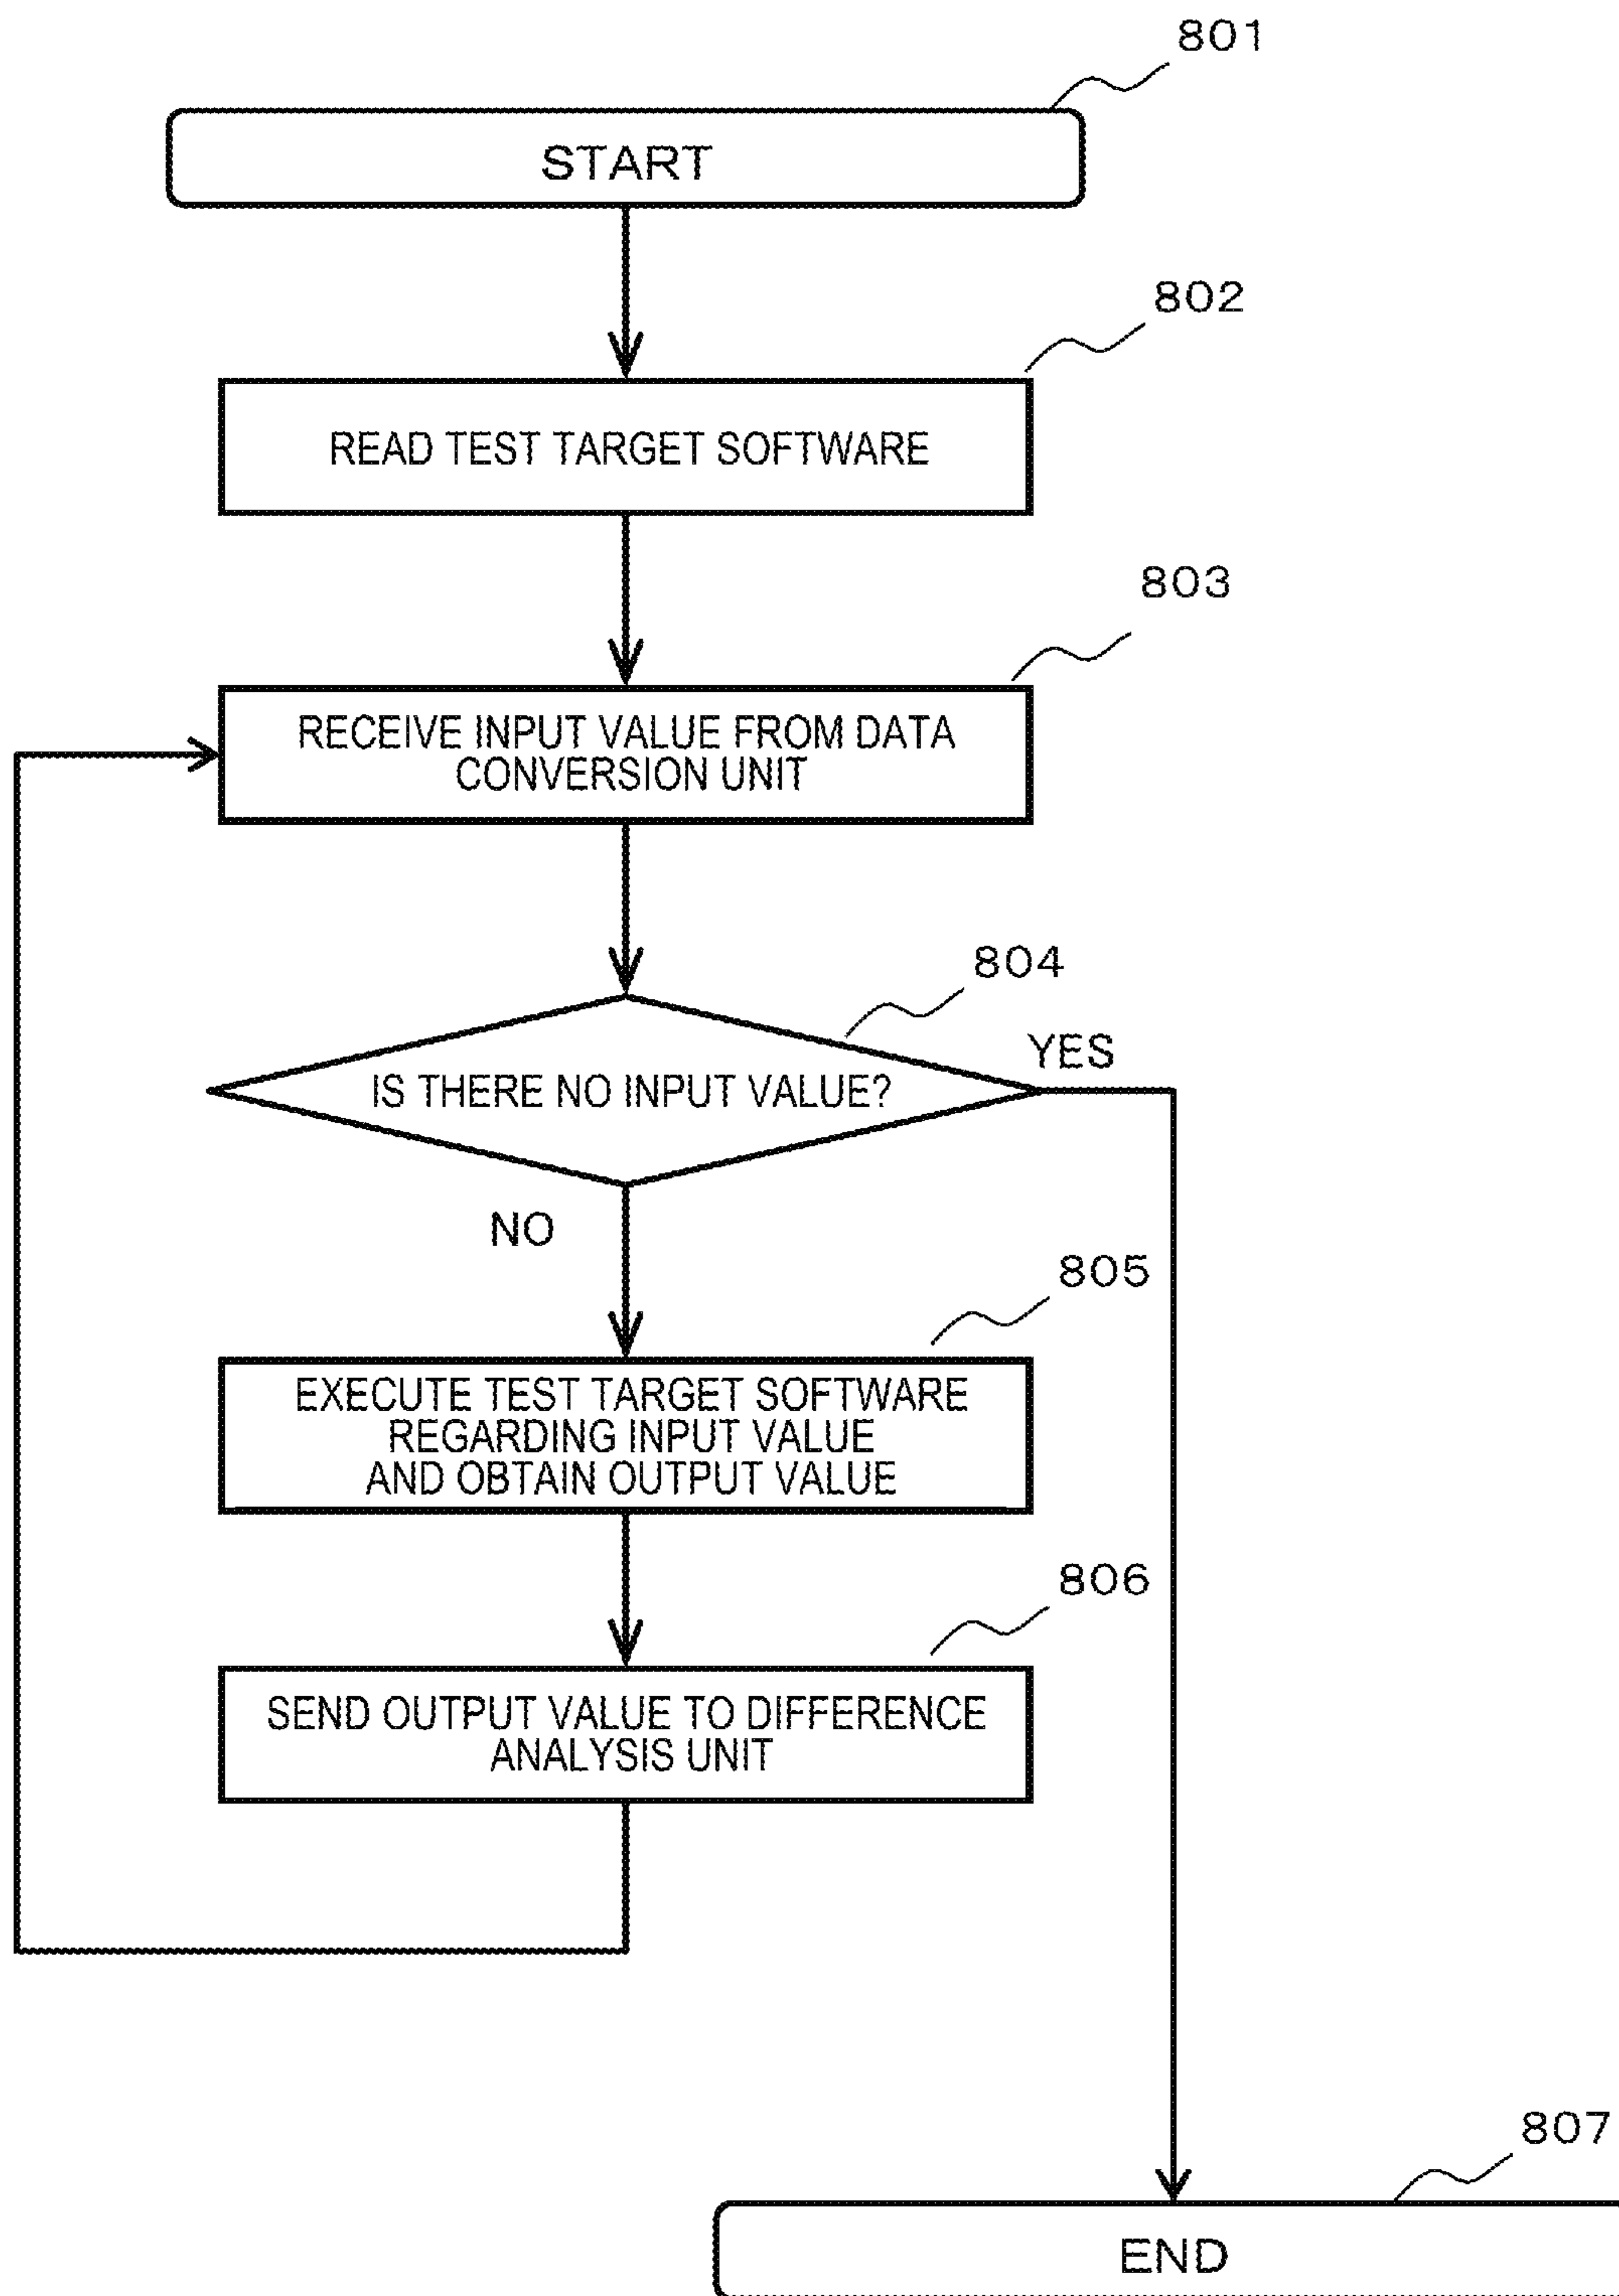 801
START
802
READ TEST TARGET SOFTWARE
803
RECEIVE INPUT VALUE FROM DATA
CONVERSION UNIT
804
YES
IS THERE NO INPUT VALUE?
NO
805
EXECUTE TEST TARGET SOFTWARE
REGARDING INPUT VALUE
AND OBTAIN OUTPUT VALUE
806
SEND OUTPUT VALUE TO DIFFERENCE
ANALYSIS UNIT
807
END